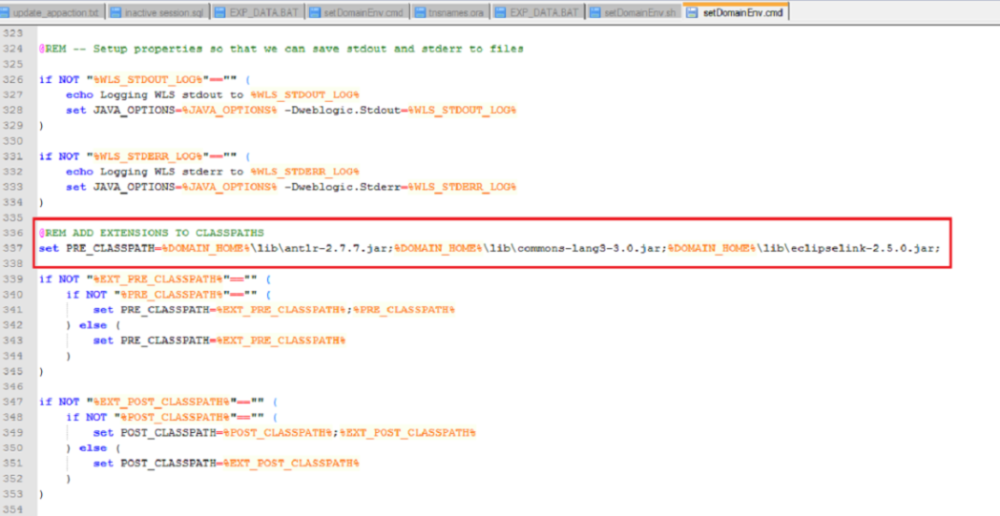 update_appaction.txt inactive session.sql EXP_DATA.BAT setDomainEnv.cmd tnsnames.ora EXP_DATA.BAT setDomainEnv.sh setDomainEnv.cmd
323
324 @REM -- Setup properties so that we can save stdout and stderr to files
325
326 if NOT "%WLS_STDOUT_LOG%"=="" (
327 echo Logging WLS stdout to %WLS_STDOUT_LOG%
328 set JAVA_OPTIONS=%JAVA_OPTIONS% -Dweblogic.Stdout=%WLS_STDOUT_LOG%
329 )
330
331 if NOT "%WLS_STDERR_LOG%"=="" (
332 echo Logging WLS stderr to %WLS_STDERR_LOG%
333 set JAVA_OPTIONS=%JAVA_OPTIONS% -Dweblogic.Stderr=%WLS_STDERR_LOG%
334 )
335
336 @REM ADD EXTENSIONS TO CLASSPATHS
337 set PRE_CLASSPATH=%DOMAIN_HOME%\lib\antlr-2.7.7.jar;%DOMAIN_HOME%\lib\commons-lang3-3.0.jar;%DOMAIN_HOME%\lib\eclipselink-2.5.0.jar;
338
339 if NOT "%EXT_PRE_CLASSPATH%"=="" (
340 if NOT "%PRE_CLASSPATH%"=="" (
341 set PRE_CLASSPATH=%EXT_PRE_CLASSPATH%;%PRE_CLASSPATH%
342 ) else (
343 set PRE_CLASSPATH=%EXT_PRE_CLASSPATH%
344 )
345 )
346
347 if NOT "%EXT_POST_CLASSPATH%"=="" (
348 if NOT "%POST_CLASSPATH%"=="" (
349 set POST_CLASSPATH=%POST_CLASSPATH%;%EXT_POST_CLASSPATH%
350 ) else (
351 set POST_CLASSPATH=%EXT_POST_CLASSPATH%
352 )
353 )
354